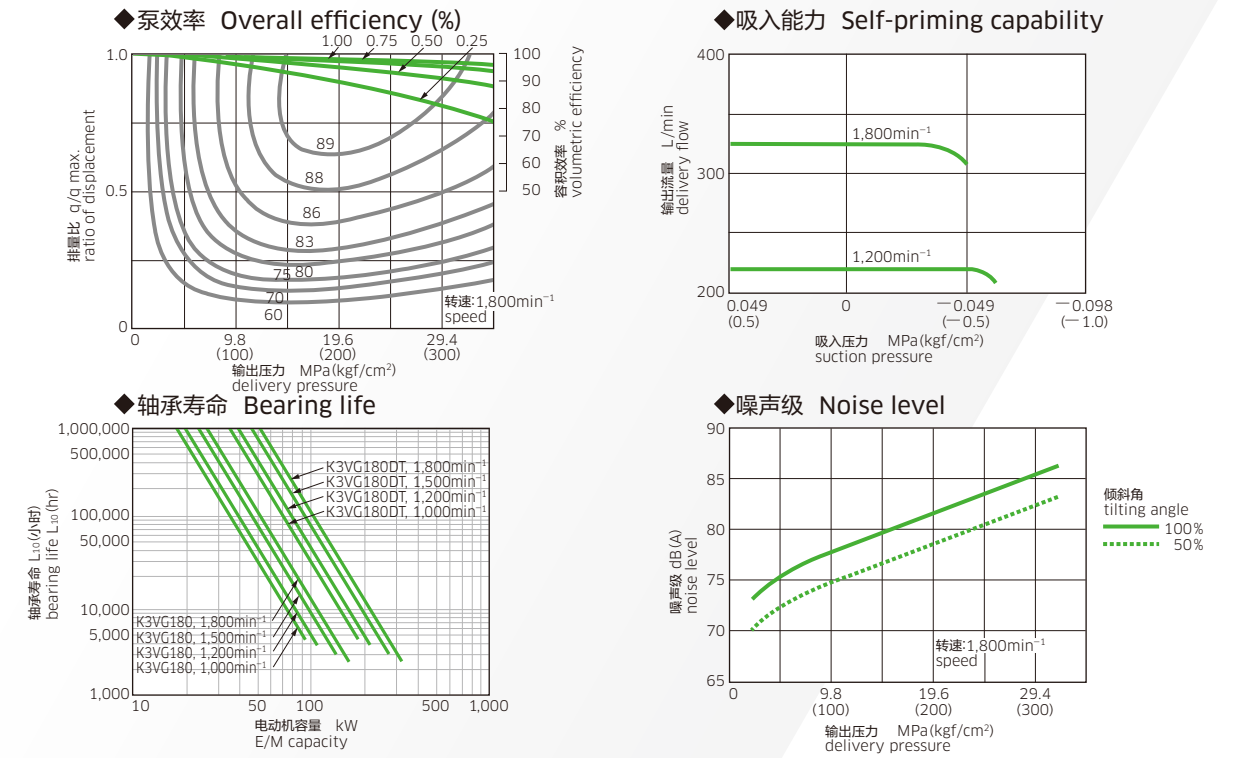 ◆泵效率 Overall efficiency (%)
1.00 0.75 0.50 0.25
1.0
0.5
0
排量比 q/q max.
ratio of displacement
100
90
80
70
60
50
容积效率 %
volumetric efficiency
89
88
86
83
75 80
70
60
转速:1,800min⁻¹
speed
0 9.8 19.6 29.4
(100) (200) (300)
输出压力 MPa(kgf/cm²)
delivery pressure
◆吸入能力 Self-priming capability
400
300
200
输出流量 L/min
delivery flow
1,800min⁻¹
1,200min⁻¹
0.049 0 －0.049 －0.098
(0.5) (－0.5) (－1.0)
吸入压力 MPa(kgf/cm²)
suction pressure
◆轴承寿命 Bearing life
1,000,000
500,000
100,000
50,000
10,000
5,000
1,000
轴承寿命 L₁₀(小时)
bearing life L₁₀(hr)
K3VG180DT, 1,800min⁻¹
K3VG180DT, 1,500min⁻¹
K3VG180DT, 1,200min⁻¹
K3VG180DT, 1,000min⁻¹
K3VG180, 1,800min⁻¹
K3VG180, 1,500min⁻¹
K3VG180, 1,200min⁻¹
K3VG180, 1,000min⁻¹
10 50 100 500 1,000
电动机容量 kW
E/M capacity
◆噪声级 Noise level
90
85
80
75
70
65
噪声级 dB(A)
noise level
转速:1,800min⁻¹
speed
0 9.8 19.6 29.4
(100) (200) (300)
输出压力 MPa(kgf/cm²)
delivery pressure
倾斜角
tilting angle
100%
50%